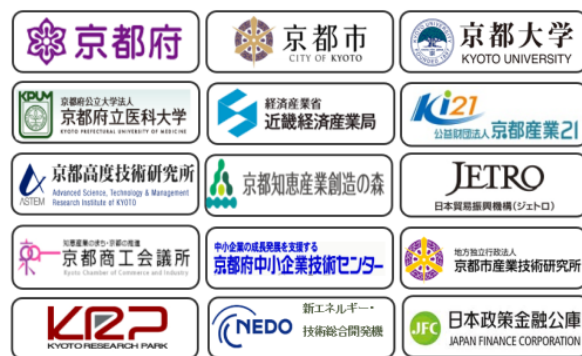 京都府
京都市
CITY OF KYOTO
京都大学
KYOTO UNIVERSITY
KPUM
京都府公立大学法人
京都府立医科大学
KYOTO PREFECTURAL UNIVERSITY OF MEDICINE
経済産業省
近畿経済産業局
Ki21
公益財団法人 京都産業21
ASTEM
京都高度技術研究所
Advanced Science, Technology & Management
Research Institute of KYOTO
京都知恵産業創造の森
JETRO
日本貿易振興機構(ジェトロ)
知恵産業のまち・京都の推進
京都商工会議所
Kyoto Chamber of Commerce and Industry
中小企業の成長発展を支援する
京都府中小企業技術センター
地方独立行政法人
京都市産業技術研究所
KRP
KYOTO RESEARCH PARK
NEDO
新エネルギー・
技術総合開発機
JFC
日本政策金融公庫
JAPAN FINANCE CORPORATION